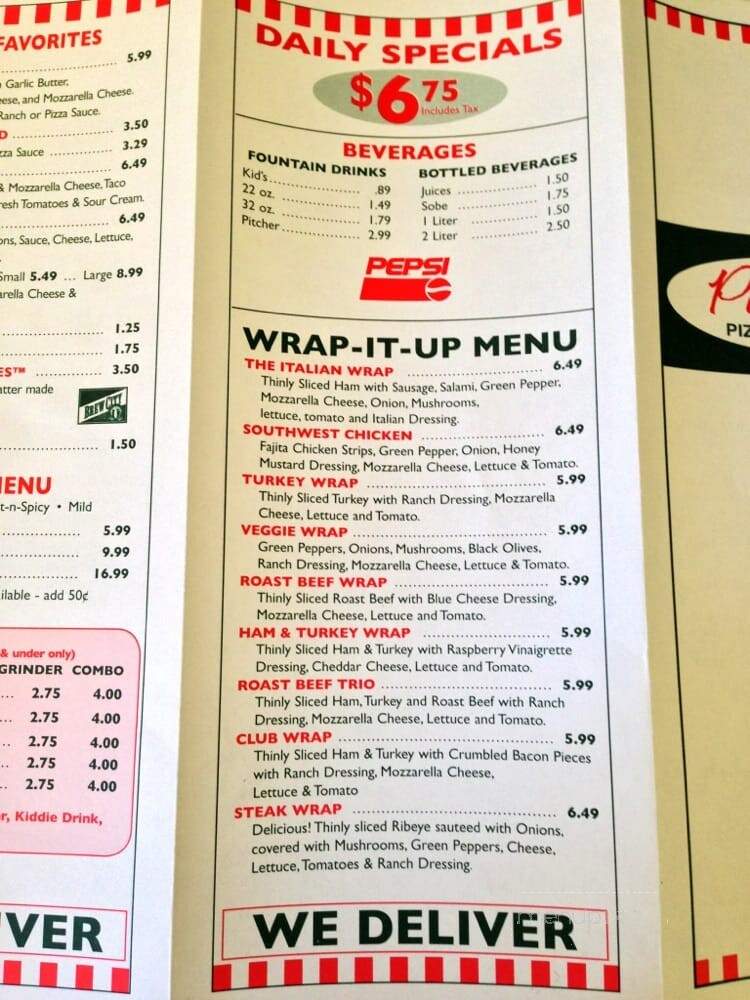 FAVORITES
5.99
Garlic Butter,
and Mozzarella Cheese.
Ranch or Pizza Sauce.
3.50
Sauce 3.29
6.49
& Mozzarella Cheese, Taco
Tomatoes & Sour Cream.
6.49
Sauce, Cheese, Lettuce,
Small 5.49 ... Large 8.99
Cheese &
1.25
1.75
3.50
made
BREW CITY
1.50
MENU
• Mild
5.99
9.99
16.99
add 50¢
& under only)
GRINDER COMBO
2.75 4.00
2.75 4.00
2.75 4.00
2.75 4.00
2.75 4.00
Kiddie Drink,
DAILY SPECIALS
$6.75
Includes Tax
BEVERAGES
FOUNTAIN DRINKS
Kid's .89
22 oz. 1.49
32 oz. 1.79
Pitcher 2.99
BOTTLED BEVERAGES
Juices 1.50
Sobe 1.75
1 Liter 1.50
2 Liter 2.50
PEPSI
WRAP-IT-UP MENU
THE ITALIAN WRAP 6.49
Thinly Sliced Ham with Sausage, Salami, Green Pepper,
Mozzarella Cheese, Onion, Mushrooms,
lettuce, tomato and Italian Dressing.
SOUTHWEST CHICKEN 6.49
Fajita Chicken Strips, Green Pepper, Onion, Honey
Mustard Dressing, Mozzarella Cheese, Lettuce & Tomato.
TURKEY WRAP 5.99
Thinly Sliced Turkey with Ranch Dressing, Mozzarella
Cheese, Lettuce and Tomato.
VEGGIE WRAP 5.99
Green Peppers, Onions, Mushrooms, Black Olives,
Ranch Dressing, Mozzarella Cheese, Lettuce & Tomato.
ROAST BEEF WRAP 5.99
Thinly Sliced Roast Beef with Blue Cheese Dressing,
Mozzarella Cheese, Lettuce and Tomato.
HAM & TURKEY WRAP 5.99
Thinly Sliced Ham & Turkey with Raspberry Vinaigrette
Dressing, Cheddar Cheese, Lettuce and Tomato.
ROAST BEEF TRIO 5.99
Thinly Sliced Ham, Turkey and Roast Beef with Ranch
Dressing, Mozzarella Cheese, Lettuce and Tomato.
CLUB WRAP 5.99
Thinly Sliced Ham & Turkey with Crumbled Bacon Pieces
with Ranch Dressing, Mozzarella Cheese,
Lettuce & Tomato
STEAK WRAP 6.49
Delicious! Thinly sliced Ribeye sauteed with Onions,
covered with Mushrooms, Green Peppers, Cheese,
Lettuce, Tomatoes & Ranch Dressing.
WE DELIVER